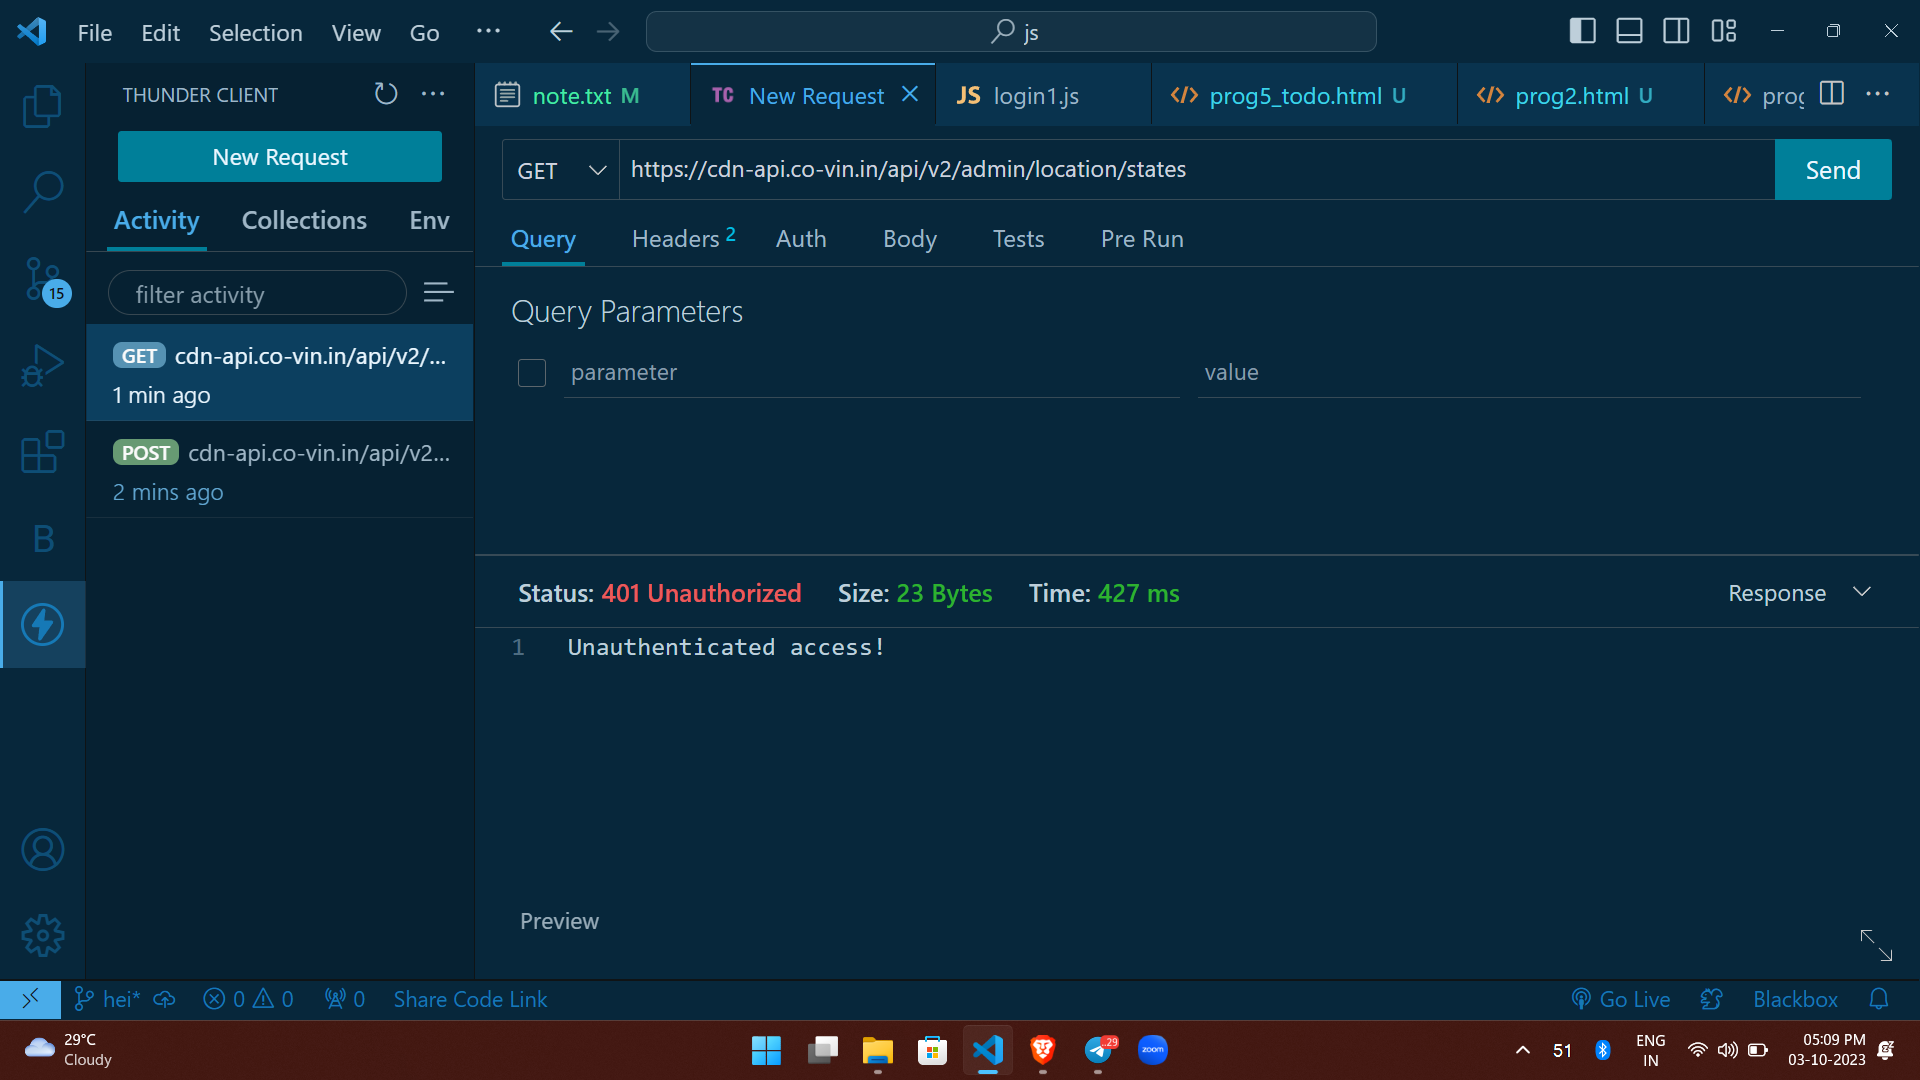 File Edit Selection View Go ···
js
THUNDER CLIENT
New Request
Activity Collections Env
filter activity
GET cdn-api.co-vin.in/api/v2/...
1 min ago
POST cdn-api.co-vin.in/api/v2...
2 mins ago
15
B
note.txt M
TC New Request
JS login1.js
prog5_todo.html U
prog2.html U
prog
GET https://cdn-api.co-vin.in/api/v2/admin/location/states Send
Query Headers 2 Auth Body Tests Pre Run
Query Parameters
parameter value
Status: 401 Unauthorized Size: 23 Bytes Time: 427 ms Response
1 Unauthenticated access!
Preview
hei* 0 0 0 Share Code Link Go Live Blackbox
29°C
Cloudy
29
zoom
51
ENG
IN
05:09 PM
03-10-2023